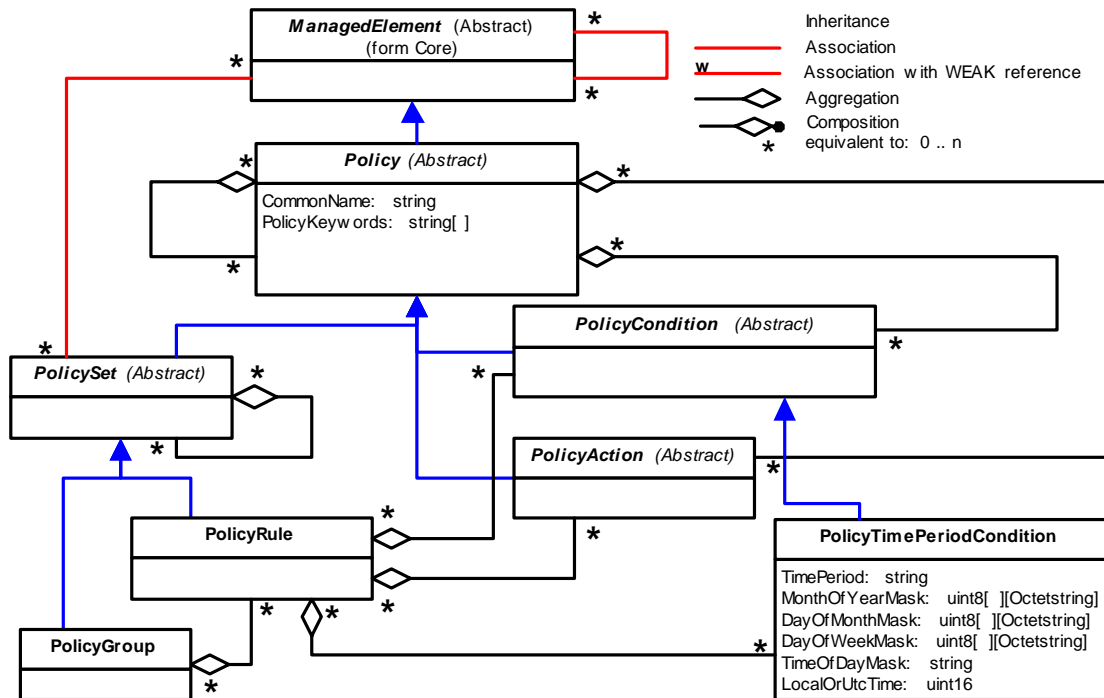 ManagedElement (Abstract)
(form Core)
*
*
*
Inheritance
Association
w
Association with WEAK reference
Aggregation
Composition
* equivalent to: 0 .. n
Policy (Abstract)
CommonName: string
PolicyKeywords: string[ ]
*
*
*
*
PolicyCondition (Abstract)
*
*
PolicySet (Abstract)
*
*
*
PolicyAction (Abstract)
*
*
PolicyRule
*
*
*
*
PolicyTimePeriodCondition
TimePeriod: string
MonthOfYearMask: uint8[ ][Octetstring]
DayOfMonthMask: uint8[ ][Octetstring]
DayOfWeekMask: uint8[ ][Octetstring]
TimeOfDayMask: string
LocalOrUtcTime: uint16
*
PolicyGroup
*